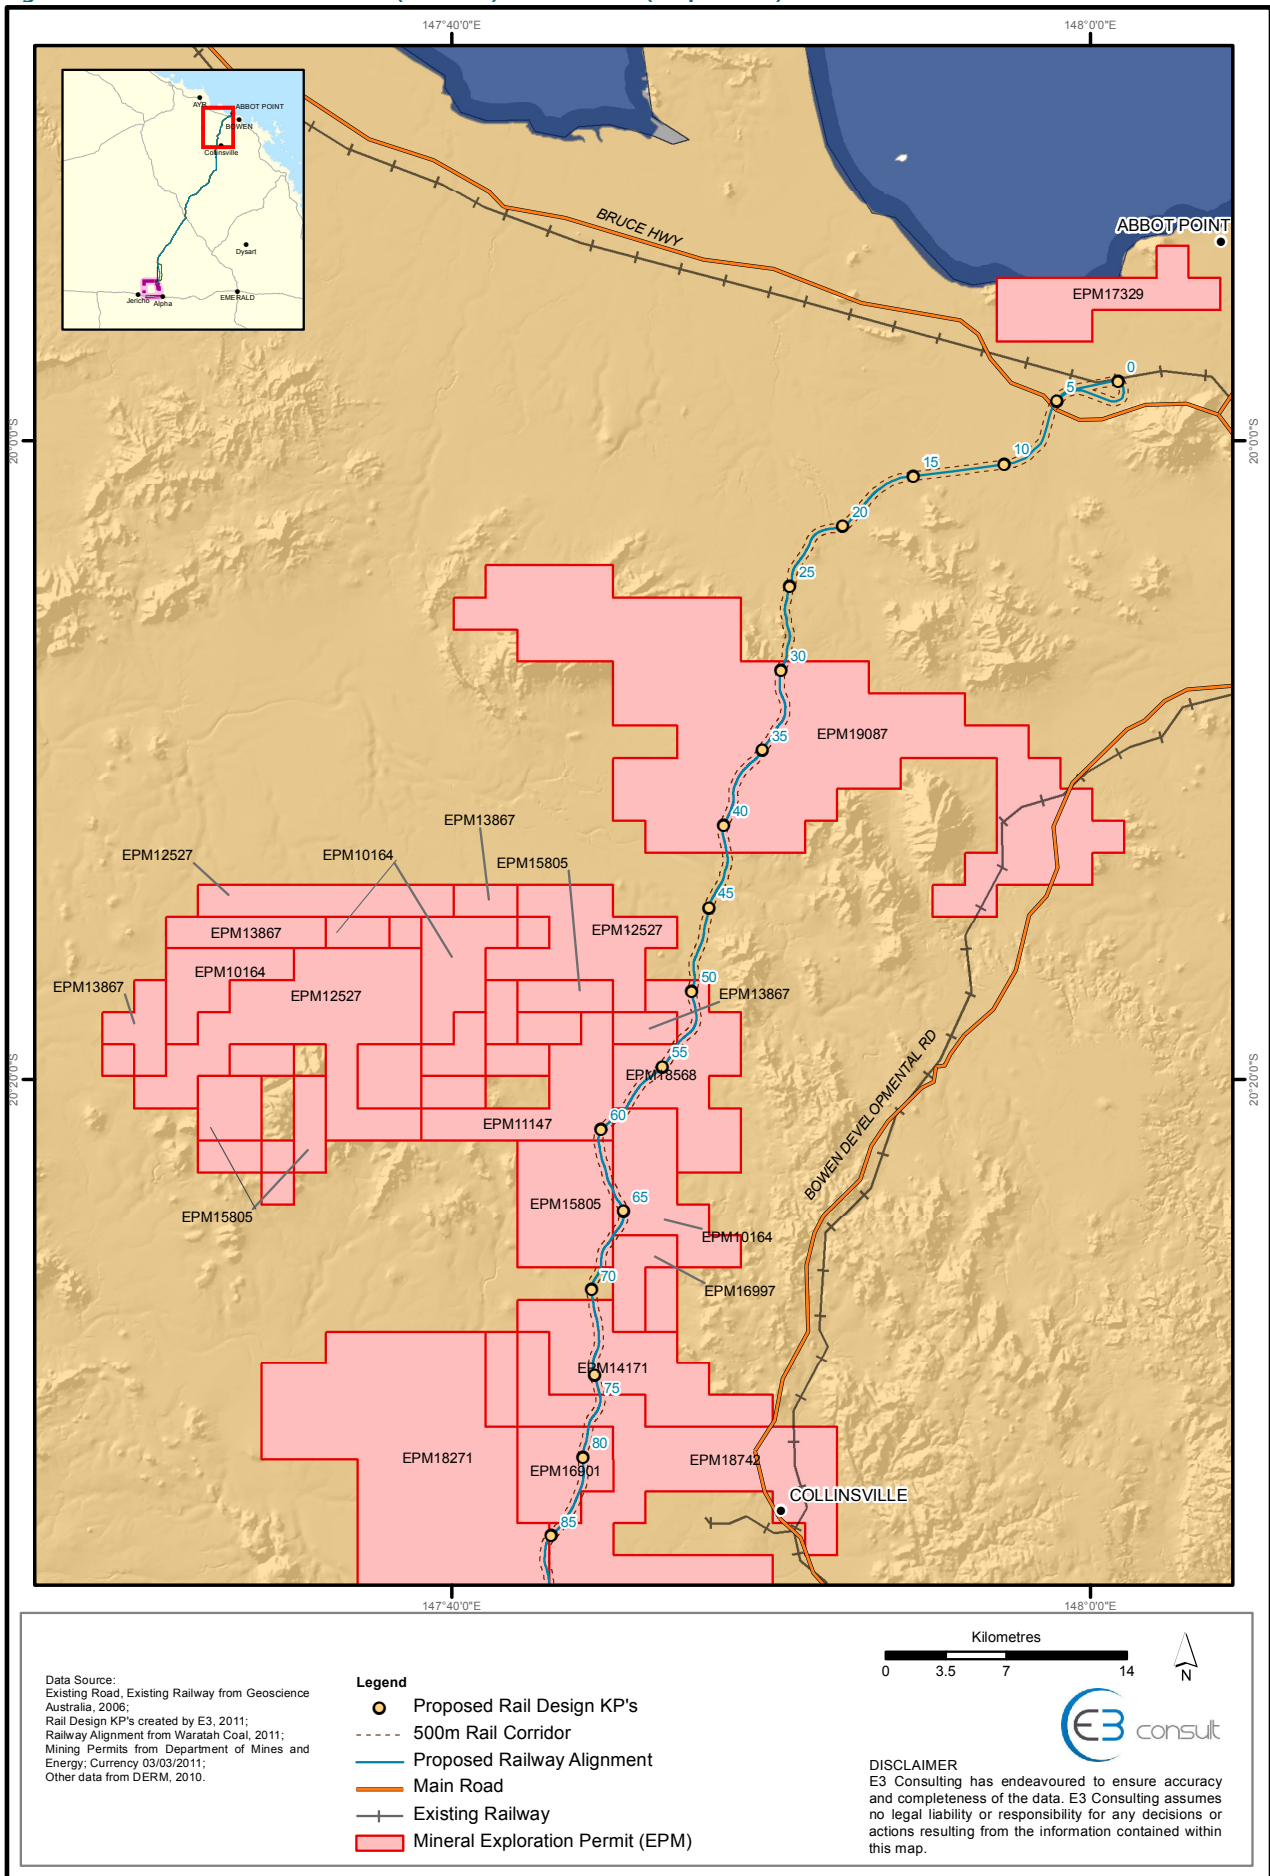 147°40'0"E
148°0'0"E
AYR
ABBOT POINT
BOWEN
Collinsville
Dysart
Jericho
Alpha
EMERALD
BRUCE HWY
ABBOT POINT
EPM17329
0
5
20°0'0"S
20°0'0"S
10
15
20
25
30
35
EPM19087
40
EPM13867
EPM12527
EPM10164
EPM15805
45
EPM13867
EPM12527
EPM10164
EPM13867
EPM12527
50
EPM13867
55
EPM18568
20°20'0"S
20°20'0"S
BOWEN DEVELOPMENTAL RD
60
EPM11147
EPM15805
65
EPM15805
EPM10164
70
EPM16997
EPM14171
75
80
EPM18271
EPM16901
EPM18742
COLLINSVILLE
85
147°40'0"E
148°0'0"E
Data Source:
Existing Road, Existing Railway from Geoscience
Australia, 2006;
Rail Design KP's created by E3, 2011;
Railway Alignment from Waratah Coal, 2011;
Mining Permits from Department of Mines and
Energy; Currency 03/03/2011;
Other data from DERM, 2010.
Legend
Proposed Rail Design KP's
500m Rail Corridor
Proposed Railway Alignment
Main Road
Existing Railway
Mineral Exploration Permit (EPM)
Kilometres
0 3.5 7 14
N
E3 consult
DISCLAIMER
E3 Consulting has endeavoured to ensure accuracy
and completeness of the data. E3 Consulting assumes
no legal liability or responsibility for any decisions or
actions resulting from the information contained within
this map.